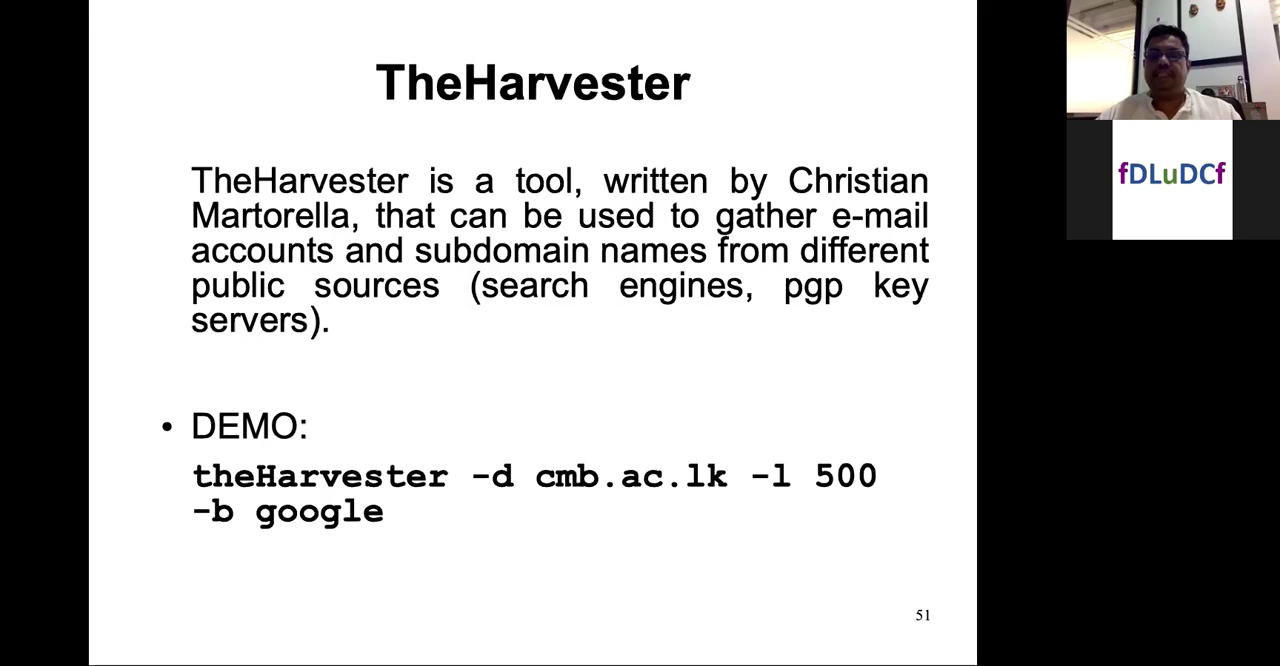 TheHarvester
TheHarvester is a tool, written by Christian
Martorella, that can be used to gather e-mail
accounts and subdomain names from different
public sources (search engines, pgp key
servers).
• DEMO:
theHarvester -d cmb.ac.lk -l 500
-b google
51
fDLuDCf